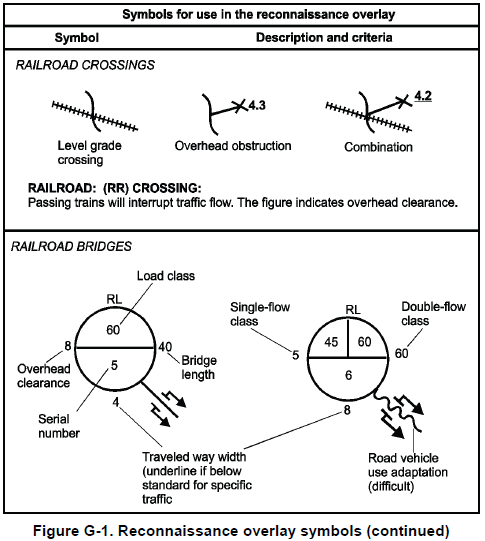 Symbols for use in the reconnaissance overlay
Symbol Description and criteria
RAILROAD CROSSINGS
4.3
4.2
Level grade
crossing
Overhead obstruction
Combination
RAILROAD: (RR) CROSSING:
Passing trains will interrupt traffic flow. The figure indicates overhead clearance.
RAILROAD BRIDGES
Load class
RL
60
8
40
5
4
Overhead
clearance
Bridge
length
Serial
number
Single-flow
class
RL
Double-flow
class
45
60
5
60
6
8
Traveled way width
(underline if below
standard for specific
traffic
Road vehicle
use adaptation
(difficult)
Figure G-1. Reconnaissance overlay symbols (continued)